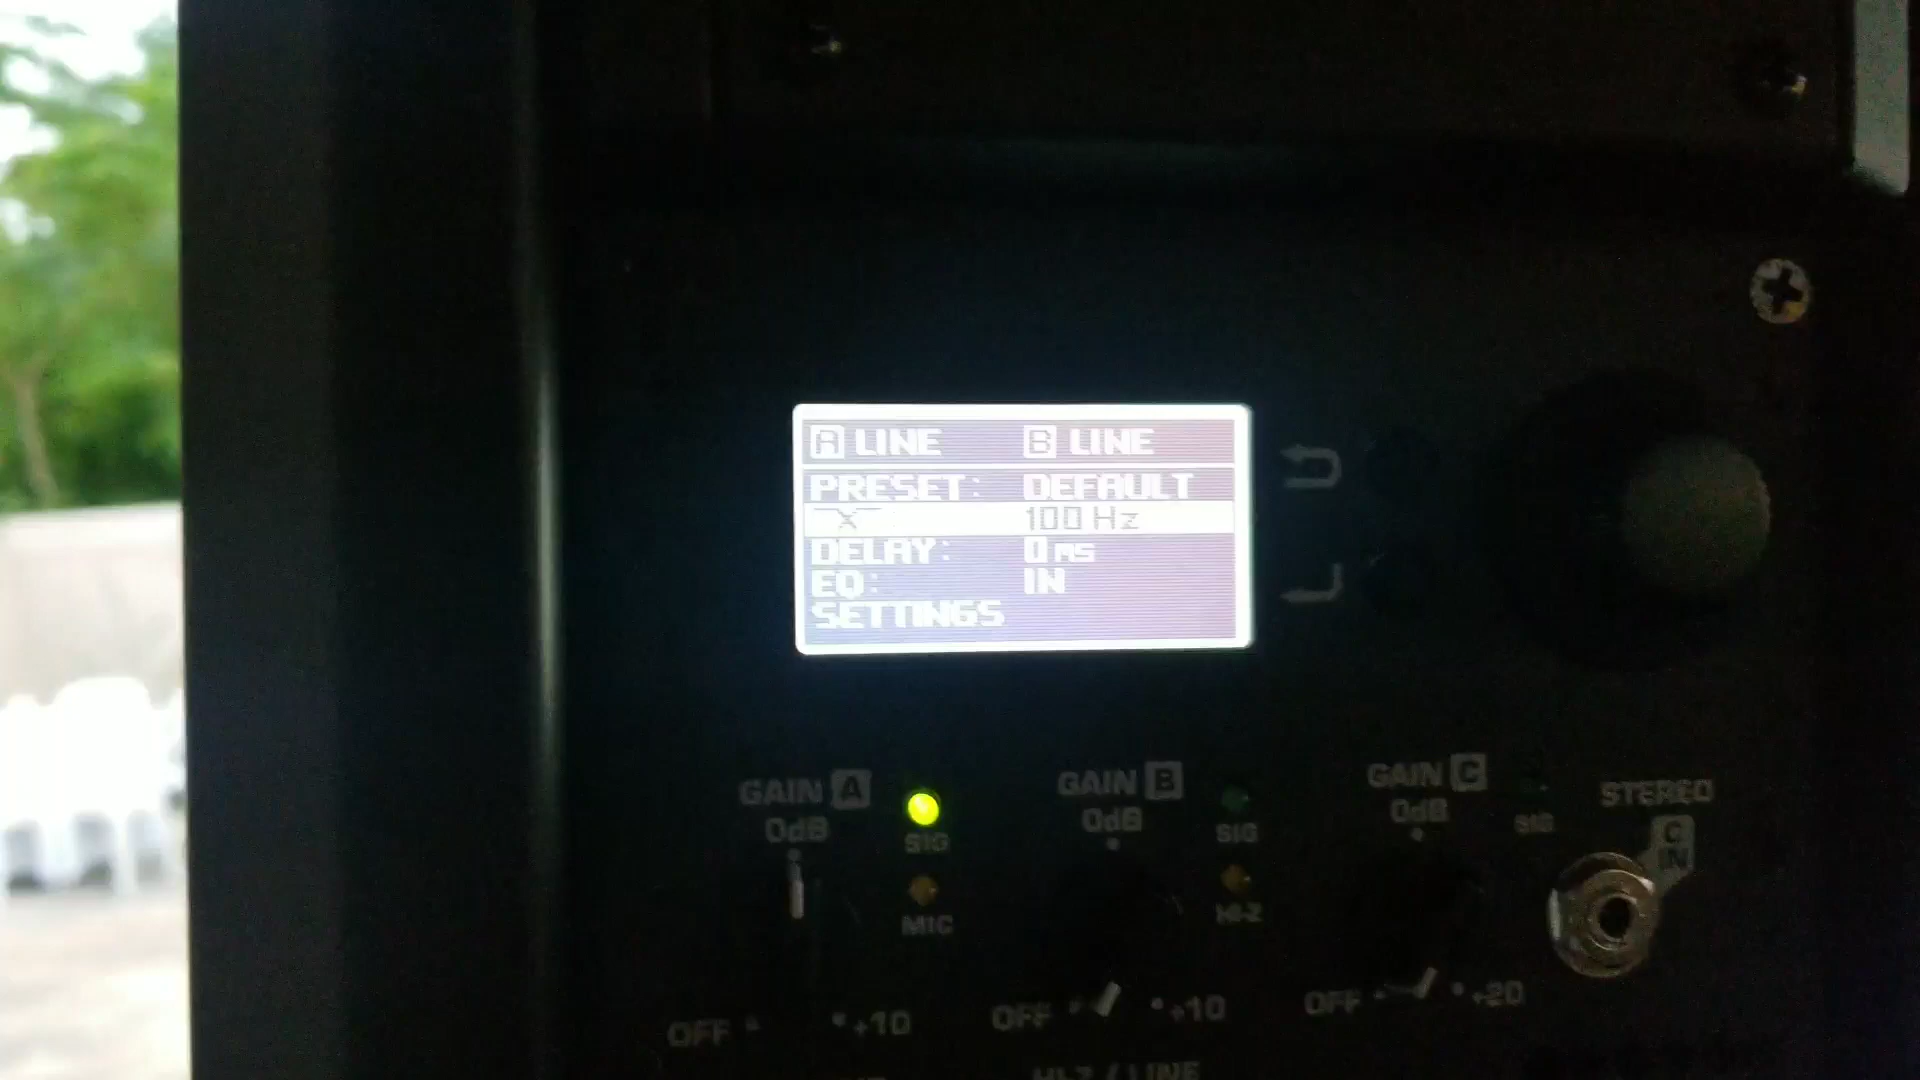 A LINE B LINE
PRESET: DEFAULT
X 100 Hz
DELAY: 0 ms
EQ: IN
SETTINGS
GAIN A GAIN B GAIN C STEREO
0dB 0dB 0dB C
SIG SIG SIG IN
MIC HI-Z
OFF +10 OFF +10 OFF +20
HI-Z / LINE